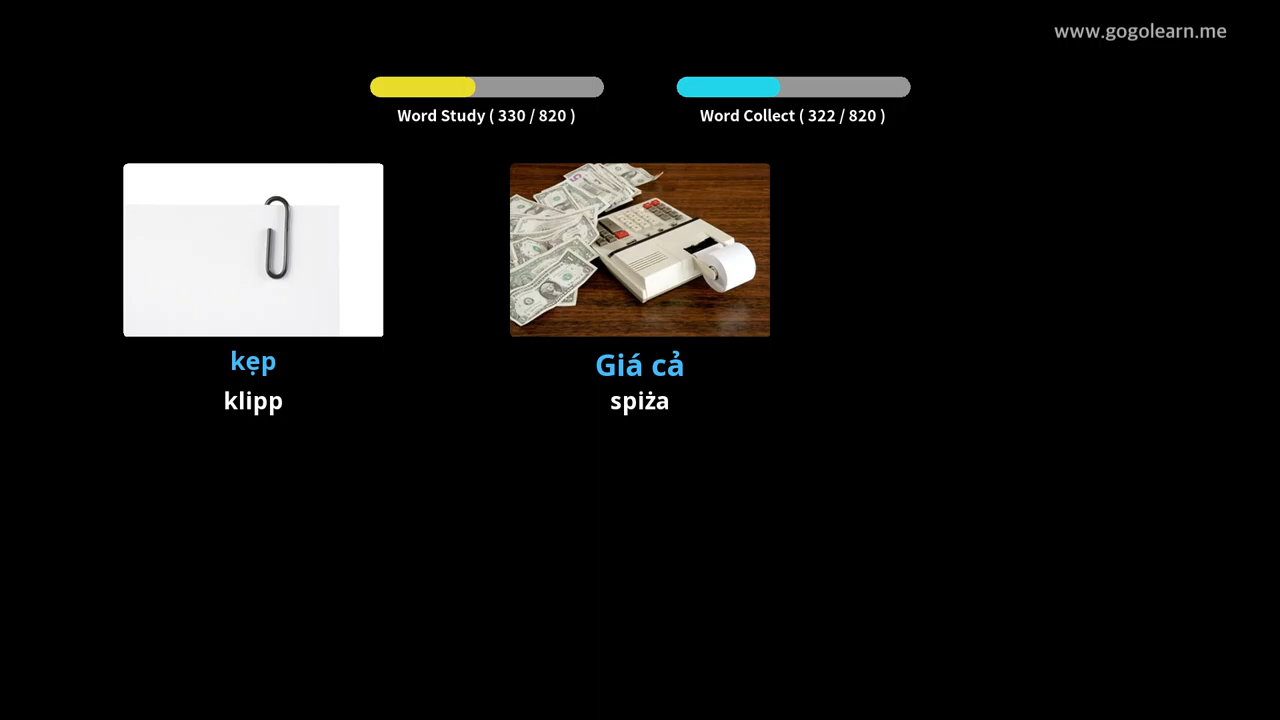 www.gogolearn.me
Word Study ( 330 / 820 )
Word Collect ( 322 / 820 )
kẹp
klipp
Giá cả
spiża